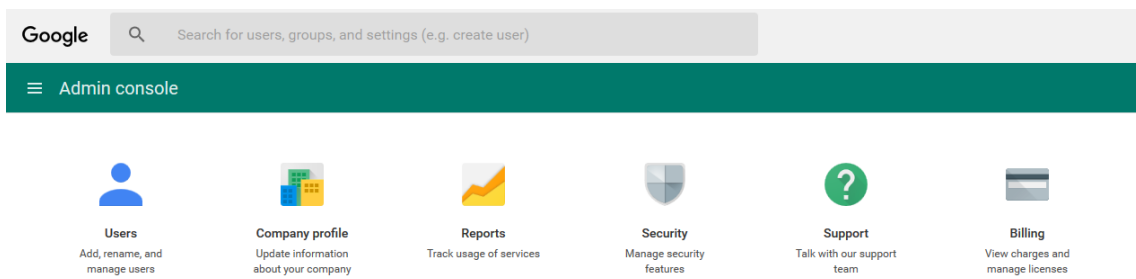 Google
Search for users, groups, and settings (e.g. create user)
Admin console
Users
Add, rename, and
manage users
Company profile
Update information
about your company
Reports
Track usage of services
Security
Manage security
features
Support
Talk with our support
team
Billing
View charges and
manage licenses